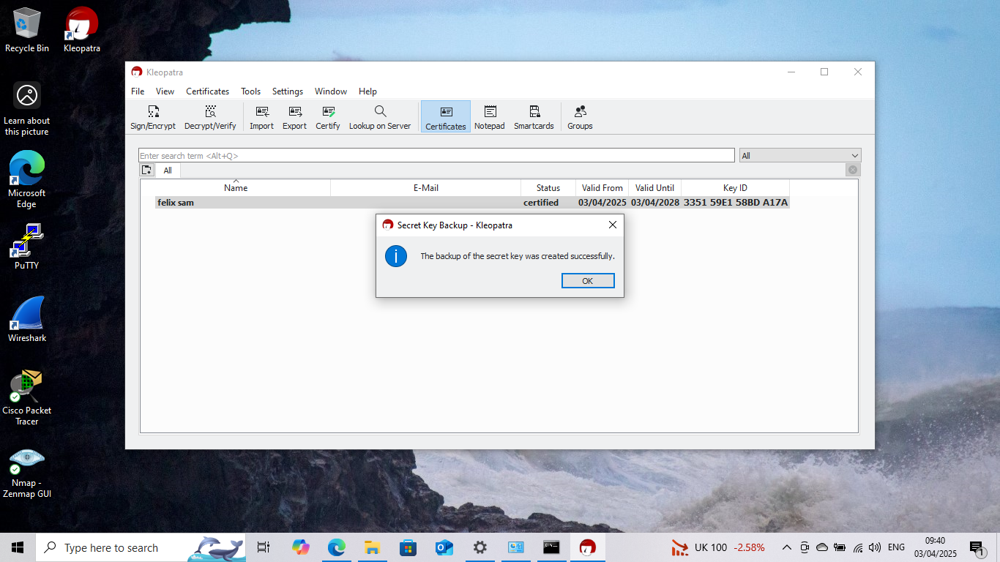 Recycle Bin
Kleopatra
Learn about
this picture
Microsoft
Edge
PuTTY
Wireshark
Cisco Packet
Tracer
Nmap -
Zenmap GUI
Kleopatra
File View Certificates Tools Settings Window Help
Sign/Encrypt Decrypt/Verify Import Export Certify Lookup on Server Certificates Notepad Smartcards Groups
Enter search term <Alt+Q> All
All
Name E-Mail Status Valid From Valid Until Key ID
felix sam certified 03/04/2025 03/04/2028 3351 59E1 58BD A17A
Secret Key Backup - Kleopatra
The backup of the secret key was created successfully.
OK
Type here to search
UK 100 -2.58%
ENG
09:40
03/04/2025
1